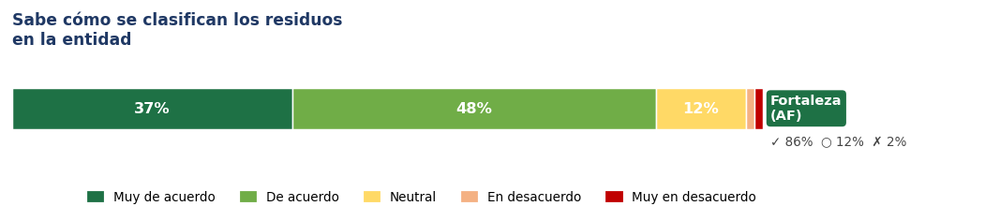 Sabe cómo se clasifican los residuos
en la entidad
37%
48%
12%
Fortaleza
(AF)
✓ 86%  ○ 12%  ✗ 2%
Muy de acuerdo
De acuerdo
Neutral
En desacuerdo
Muy en desacuerdo